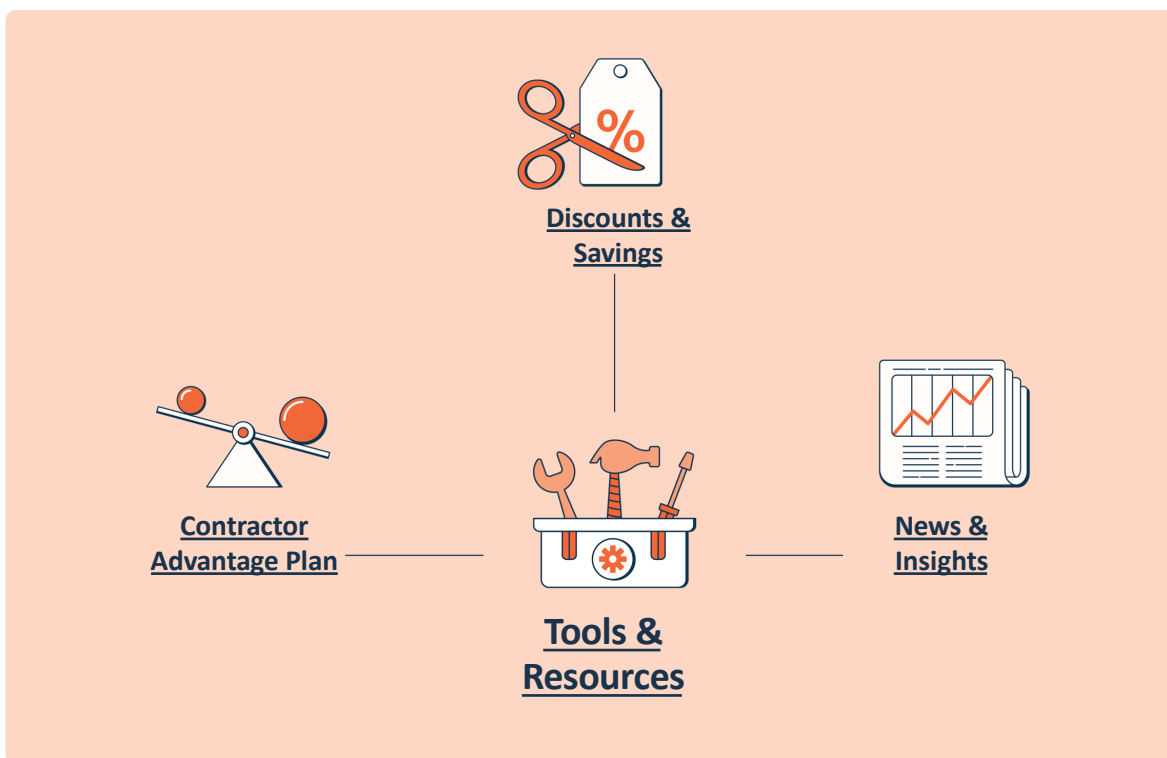 %
Discounts &
Savings
Contractor
Advantage Plan
News &
Insights
Tools &
Resources